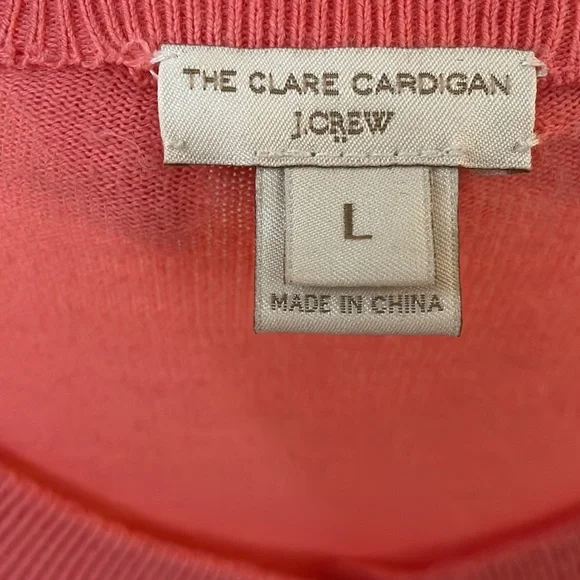 THE CLARE CARDIGAN
J.CREW
L
MADE IN CHINA